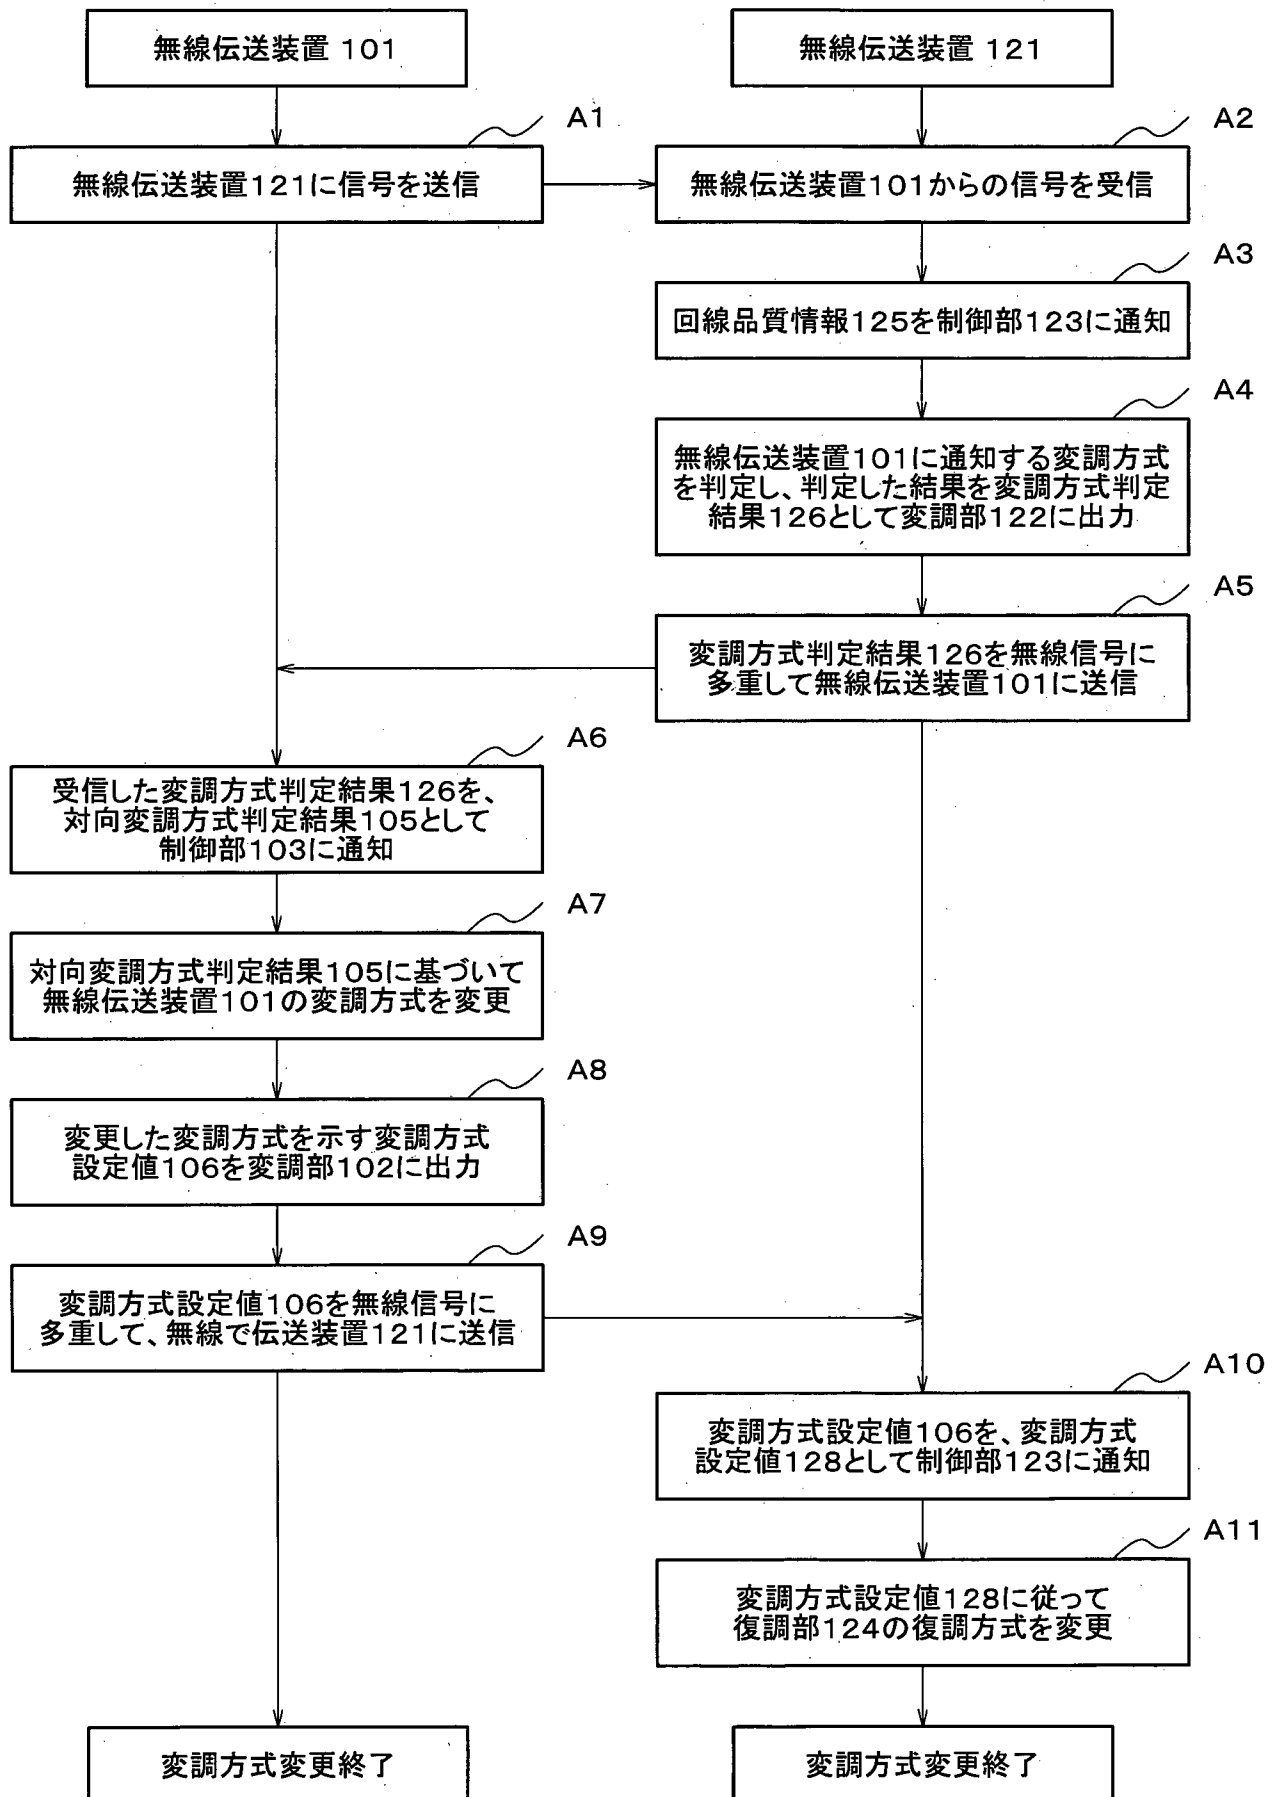 無線伝送装置 101
無線伝送装置 121
A1
無線伝送装置121に信号を送信
A2
無線伝送装置101からの信号を受信
A3
回線品質情報125を制御部123に通知
A4
無線伝送装置101に通知する変調方式
を判定し、判定した結果を変調方式判定
結果126として変調部122に出力
A5
変調方式判定結果126を無線信号に
多重して無線伝送装置101に送信
A6
受信した変調方式判定結果126を、
対向変調方式判定結果105として
制御部103に通知
A7
対向変調方式判定結果105に基づいて
無線伝送装置101の変調方式を変更
A8
変更した変調方式を示す変調方式
設定値106を変調部102に出力
A9
変調方式設定値106を無線信号に
多重して、無線で伝送装置121に送信
A10
変調方式設定値106を、変調方式
設定値128として制御部123に通知
A11
変調方式設定値128に従って
復調部124の復調方式を変更
変調方式変更終了
変調方式変更終了